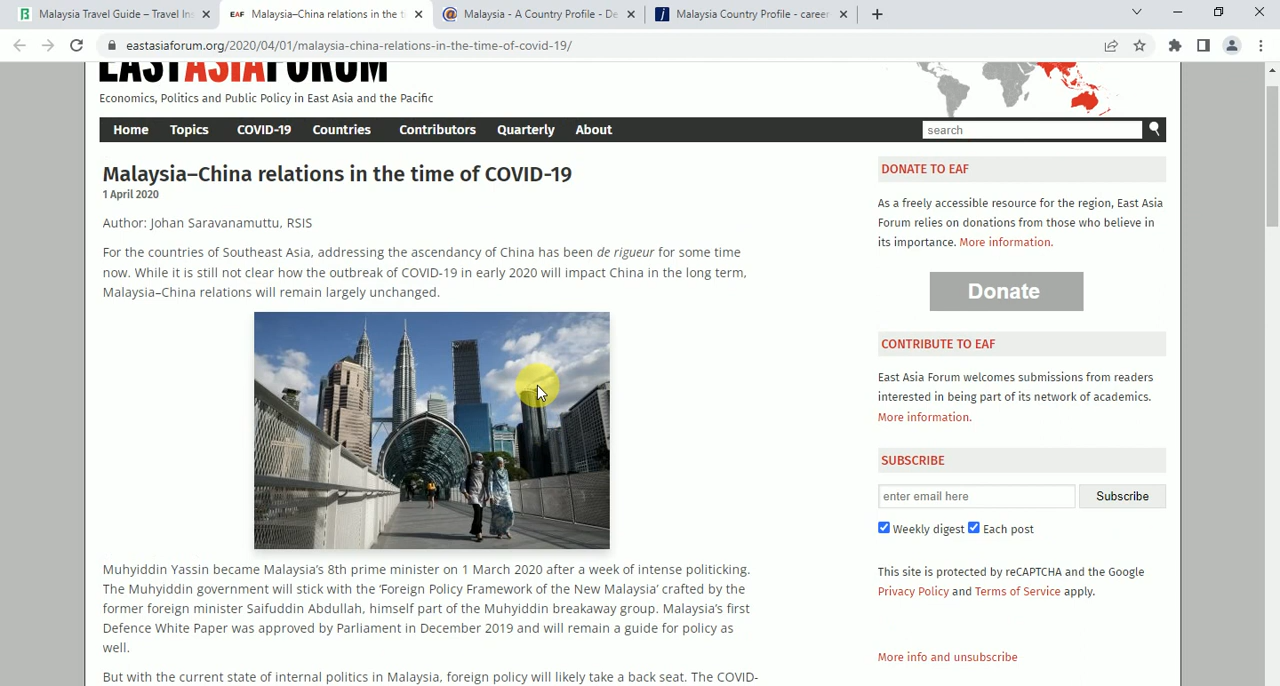 Malaysia Travel Guide – Travel In
Malaysia–China relations in the t
Malaysia - A Country Profile - De
Malaysia Country Profile - career
eastasiaforum.org/2020/04/01/malaysia-china-relations-in-the-time-of-covid-19/
EASTASIAFORUM
Economics, Politics and Public Policy in East Asia and the Pacific
Home Topics COVID-19 Countries Contributors Quarterly About
search
Malaysia–China relations in the time of COVID-19
1 April 2020
Author: Johan Saravanamuttu, RSIS
For the countries of Southeast Asia, addressing the ascendancy of China has been de rigueur for some time
now. While it is still not clear how the outbreak of COVID-19 in early 2020 will impact China in the long term,
Malaysia–China relations will remain largely unchanged.
Muhyiddin Yassin became Malaysia's 8th prime minister on 1 March 2020 after a week of intense politicking.
The Muhyiddin government will stick with the ‘Foreign Policy Framework of the New Malaysia’ crafted by the
former foreign minister Saifuddin Abdullah, himself part of the Muhyiddin breakaway group. Malaysia's first
Defence White Paper was approved by Parliament in December 2019 and will remain a guide for policy as
well.
But with the current state of internal politics in Malaysia, foreign policy will likely take a back seat. The COVID-
DONATE TO EAF
As a freely accessible resource for the region, East Asia
Forum relies on donations from those who believe in
its importance. More information.
Donate
CONTRIBUTE TO EAF
East Asia Forum welcomes submissions from readers
interested in being part of its network of academics.
More information.
SUBSCRIBE
enter email here
Subscribe
Weekly digest Each post
This site is protected by reCAPTCHA and the Google
Privacy Policy and Terms of Service apply.
More info and unsubscribe